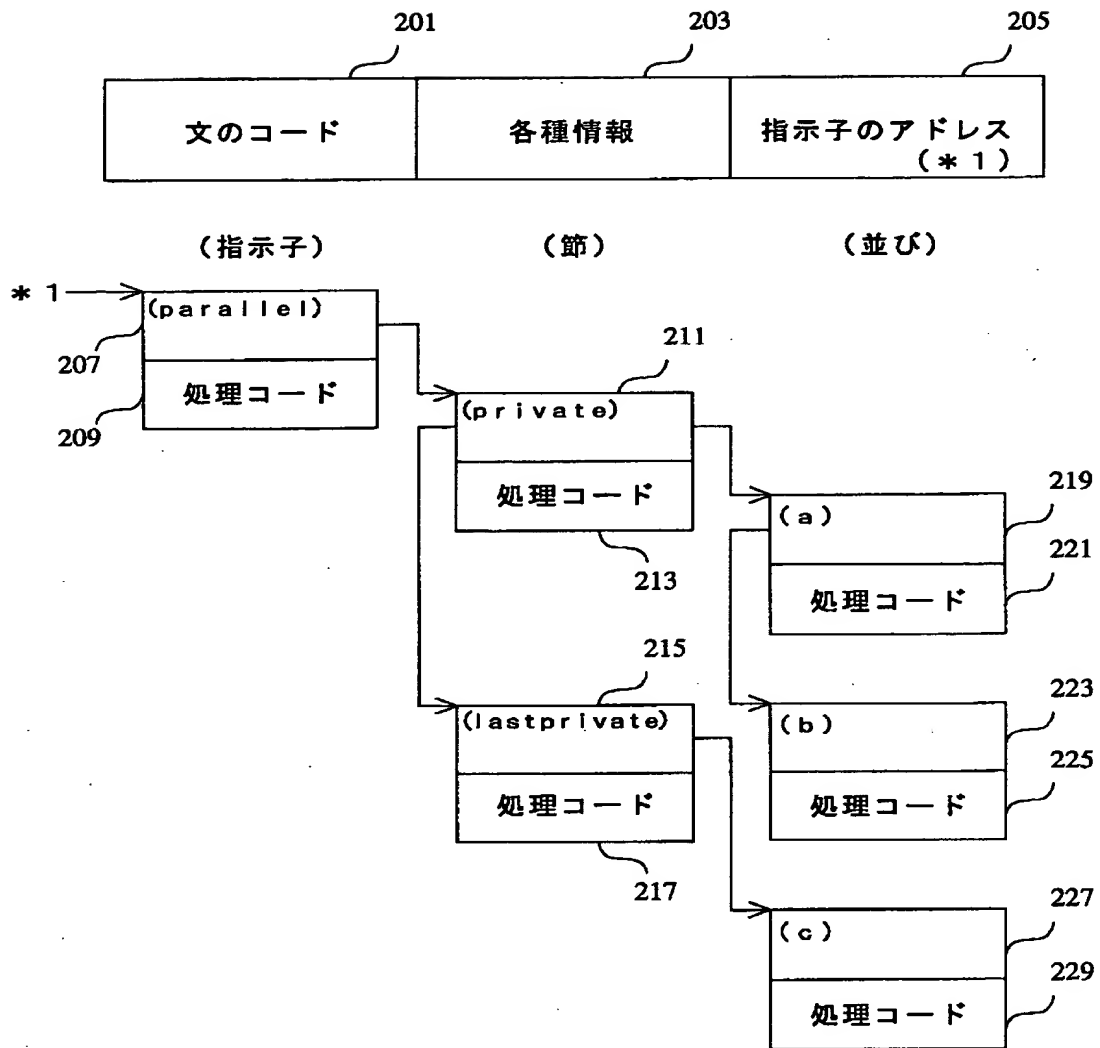 201 203 205
文のコード 各種情報 指示子のアドレス
(*1)
(指示子) (節) (並び)
*1
(parallel)
207
211
処理コード
(private)
209
処理コード
219
(a)
213
221
処理コード
215
223
(lastprivate)
(b)
225
処理コード
処理コード
217
227
(c)
229
処理コード